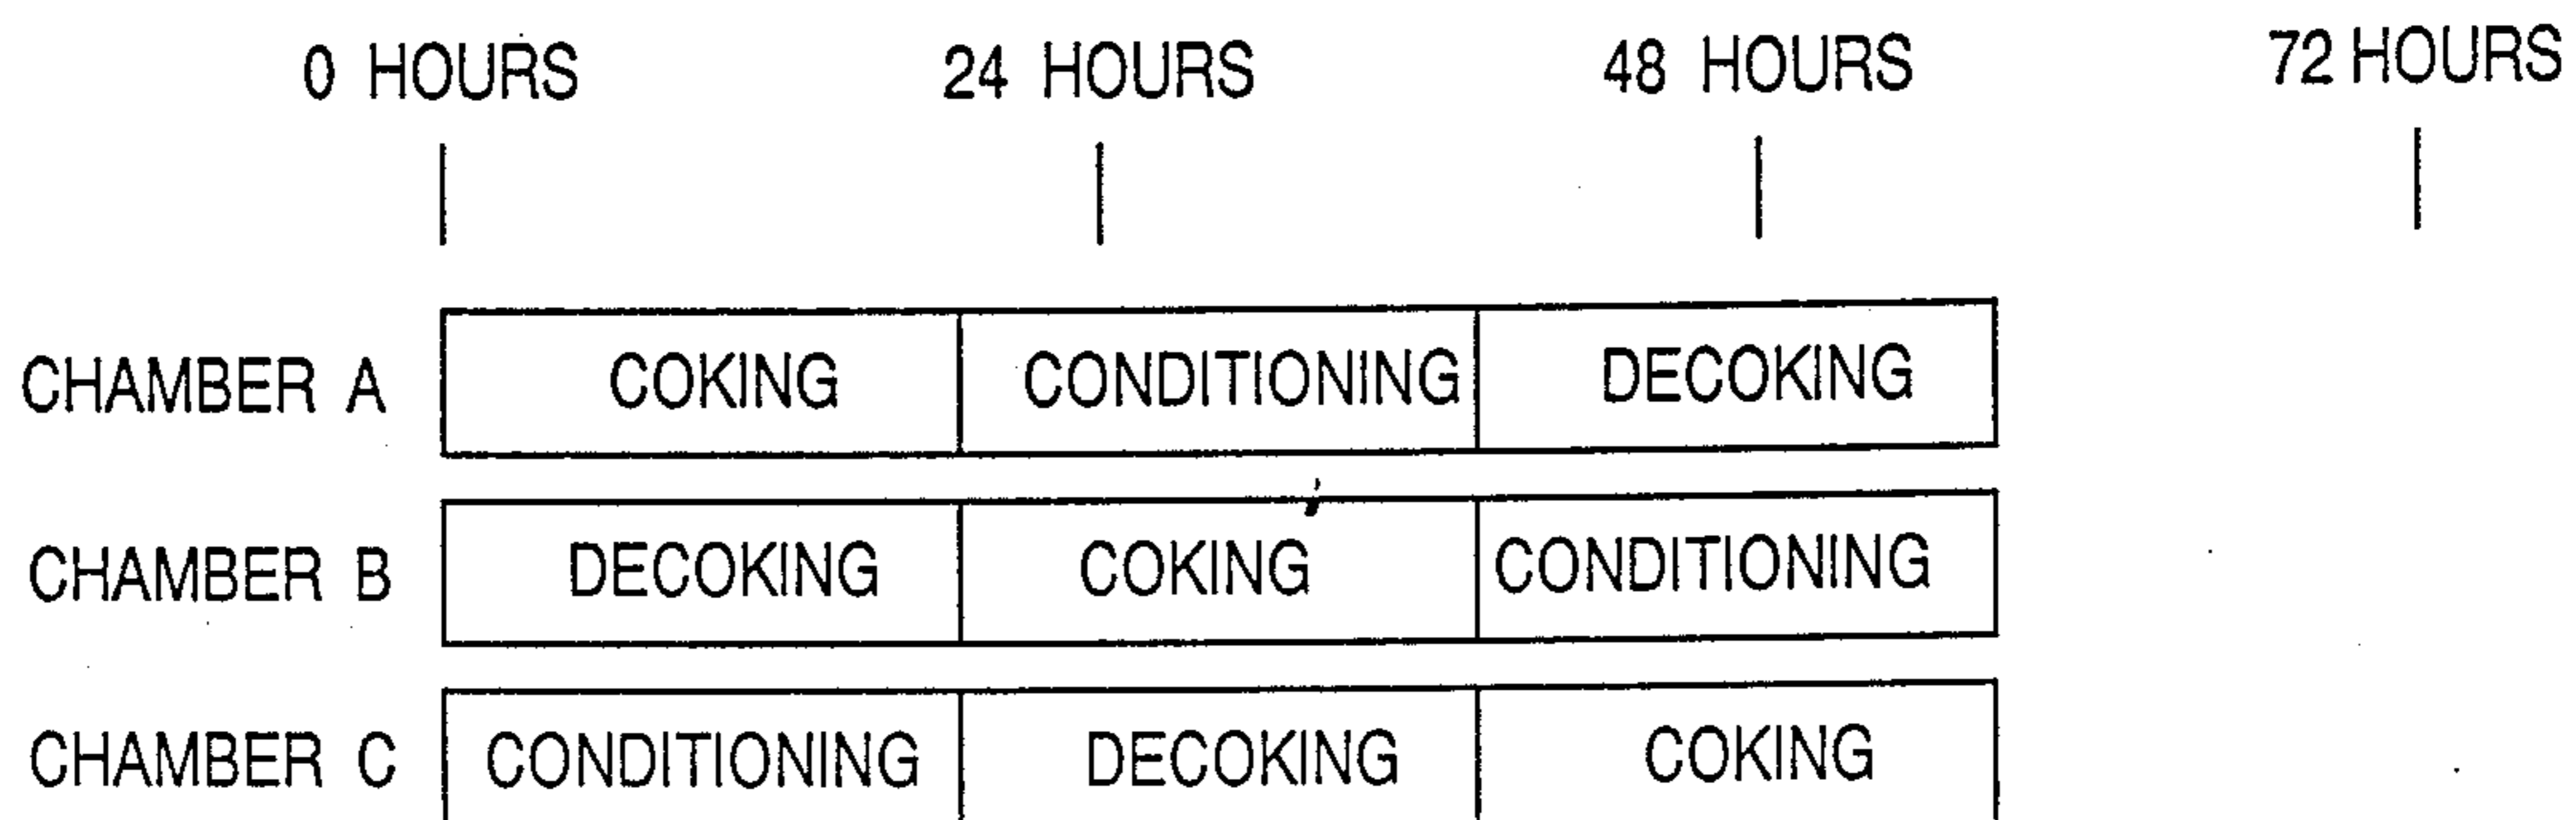 0 HOURS 24 HOURS 48 HOURS 72 HOURS
CHAMBER A COKING CONDITIONING DECOKING
CHAMBER B DECOKING COKING CONDITIONING
CHAMBER C CONDITIONING DECOKING COKING